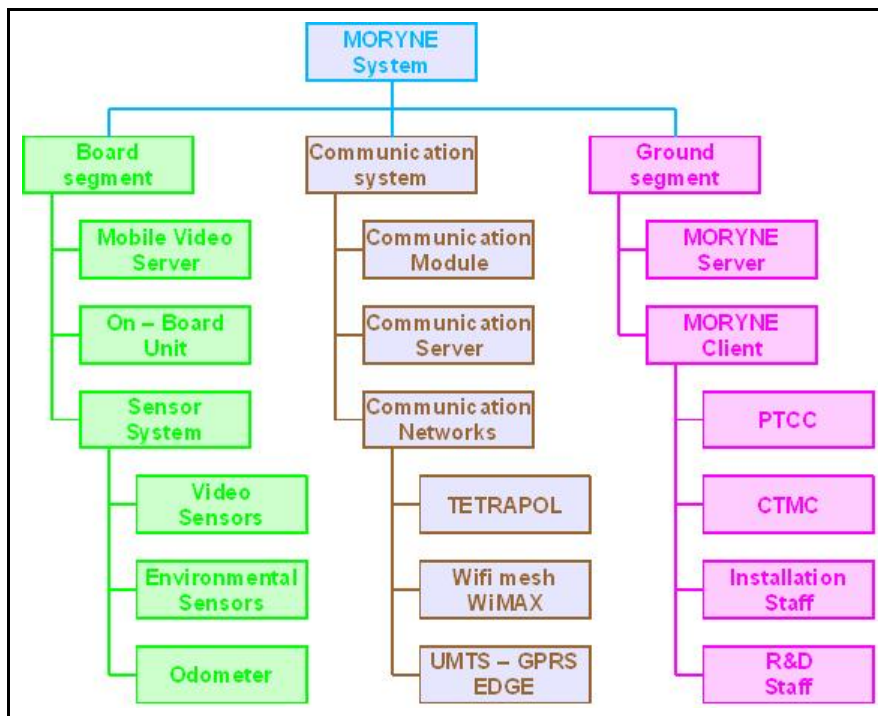 MORYNE
System
Board
segment
Mobile Video
Server
On – Board
Unit
Sensor
System
Video
Sensors
Environmental
Sensors
Odometer
Communication
system
Communication
Module
Communication
Server
Communication
Networks
TETRAPOL
Wifi mesh
WiMAX
UMTS – GPRS
EDGE
Ground
segment
MORYNE
Server
MORYNE
Client
PTCC
CTMC
Installation
Staff
R&D
Staff